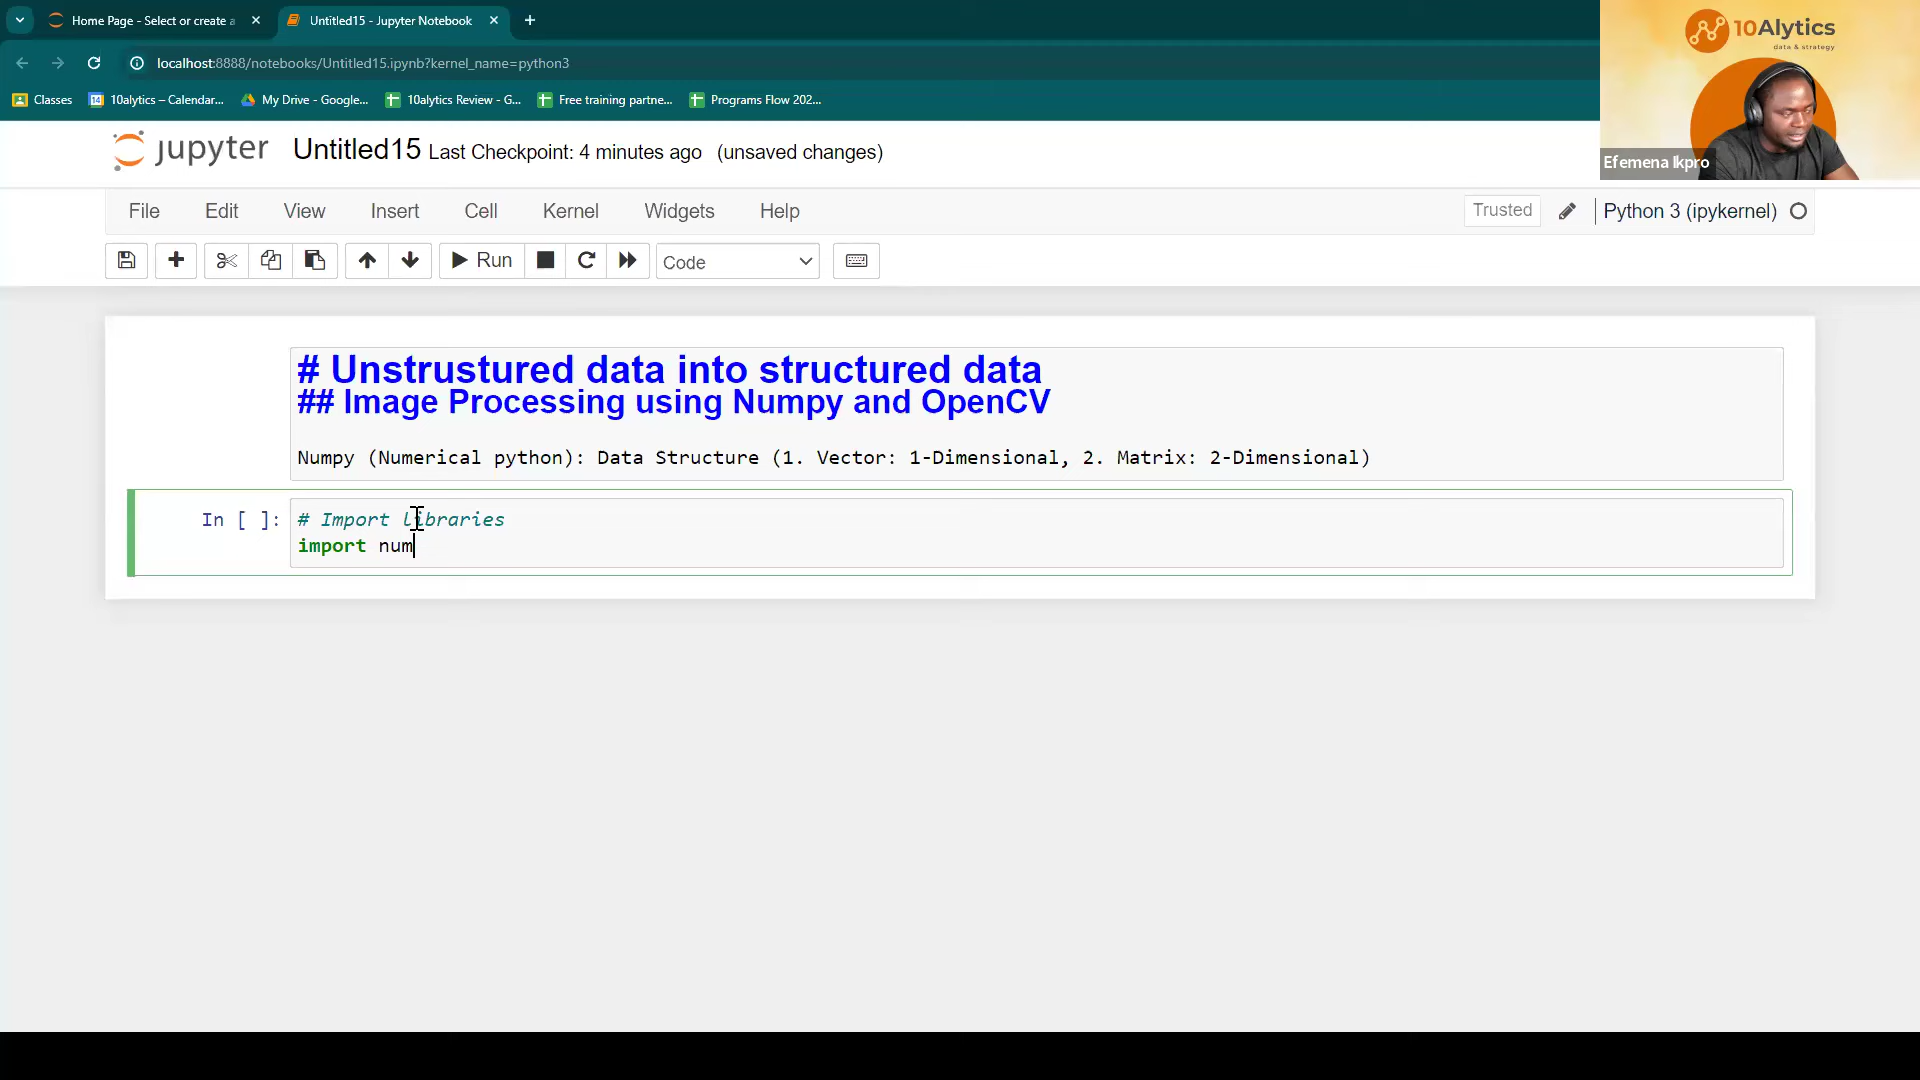 Home Page - Select or create a
Untitled15 - Jupyter Notebook
localhost:8888/notebooks/Untitled15.ipynb?kernel_name=python3
Classes
10alytics – Calendar...
My Drive - Google...
10alytics Review - G...
Free training partne...
Programs Flow 202...
10Alytics
data & strategy
Efemena Ikpro
jupyter Untitled15 Last Checkpoint: 4 minutes ago (unsaved changes)
File Edit View Insert Cell Kernel Widgets Help
Trusted Python 3 (ipykernel)
Run Code
# Unstrustured data into structured data
## Image Processing using Numpy and OpenCV
Numpy (Numerical python): Data Structure (1. Vector: 1-Dimensional, 2. Matrix: 2-Dimensional)
In [ ]: # Import libraries
import num